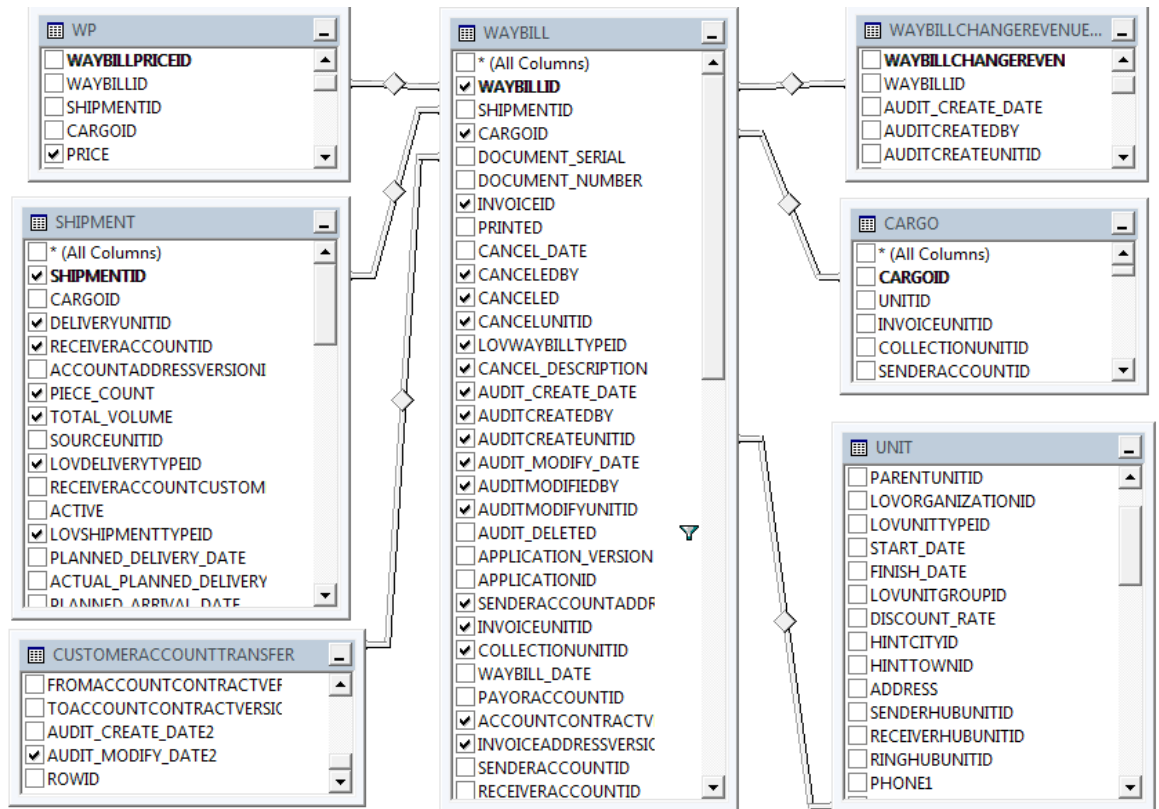 WP
WAYBILLPRICEID
WAYBILLID
SHIPMENTID
CARGOID
PRICE
SHIPMENT
* (All Columns)
SHIPMENTID
CARGOID
DELIVERYUNITID
RECEIVERACCOUNTID
ACCOUNTADDRESSVERSIONI
PIECE_COUNT
TOTAL_VOLUME
SOURCEUNITID
LOVDELIVERYTYPEID
RECEIVERACCOUNTCUSTOM
ACTIVE
LOVSHIPMENTTYPEID
PLANNED_DELIVERY_DATE
ACTUAL_PLANNED_DELIVERY
PLANNED_ARRIVAL_DATE
CUSTOMERACCOUNTTRANSFER
FROMACCOUNTCONTRACTVEF
TOACCOUNTCONTRACTVERSIC
AUDIT_CREATE_DATE2
AUDIT_MODIFY_DATE2
ROWID
WAYBILL
* (All Columns)
WAYBILLID
SHIPMENTID
CARGOID
DOCUMENT_SERIAL
DOCUMENT_NUMBER
INVOICEID
PRINTED
CANCEL_DATE
CANCELEDBY
CANCELED
CANCELUNITID
LOVWAYBILLTYPEID
CANCEL_DESCRIPTION
AUDIT_CREATE_DATE
AUDITCREATEDBY
AUDITCREATEUNITID
AUDIT_MODIFY_DATE
AUDITMODIFIEDBY
AUDITMODIFYUNITID
AUDIT_DELETED
APPLICATION_VERSION
APPLICATIONID
SENDERACCOUNTADDR
INVOICEUNITID
COLLECTIONUNITID
WAYBILL_DATE
PAYORACCOUNTID
ACCOUNTCONTRACTV
INVOICEADDRESSVERSIC
SENDERACCOUNTID
RECEIVERACCOUNTID
WAYBILLCHANGEREVENUE...
WAYBILLCHANGEREVEN
WAYBILLID
AUDIT_CREATE_DATE
AUDITCREATEDBY
AUDITCREATEUNITID
CARGO
* (All Columns)
CARGOID
UNITID
INVOICEUNITID
COLLECTIONUNITID
SENDERACCOUNTID
UNIT
PARENTUNITID
LOVORGANIZATIONID
LOVUNITTYPEID
START_DATE
FINISH_DATE
LOVUNITGROUPID
DISCOUNT_RATE
HINTCITYID
HINTTOWNID
ADDRESS
SENDERHUBUNITID
RECEIVERHUBUNITID
RINGHUBUNITID
PHONE1